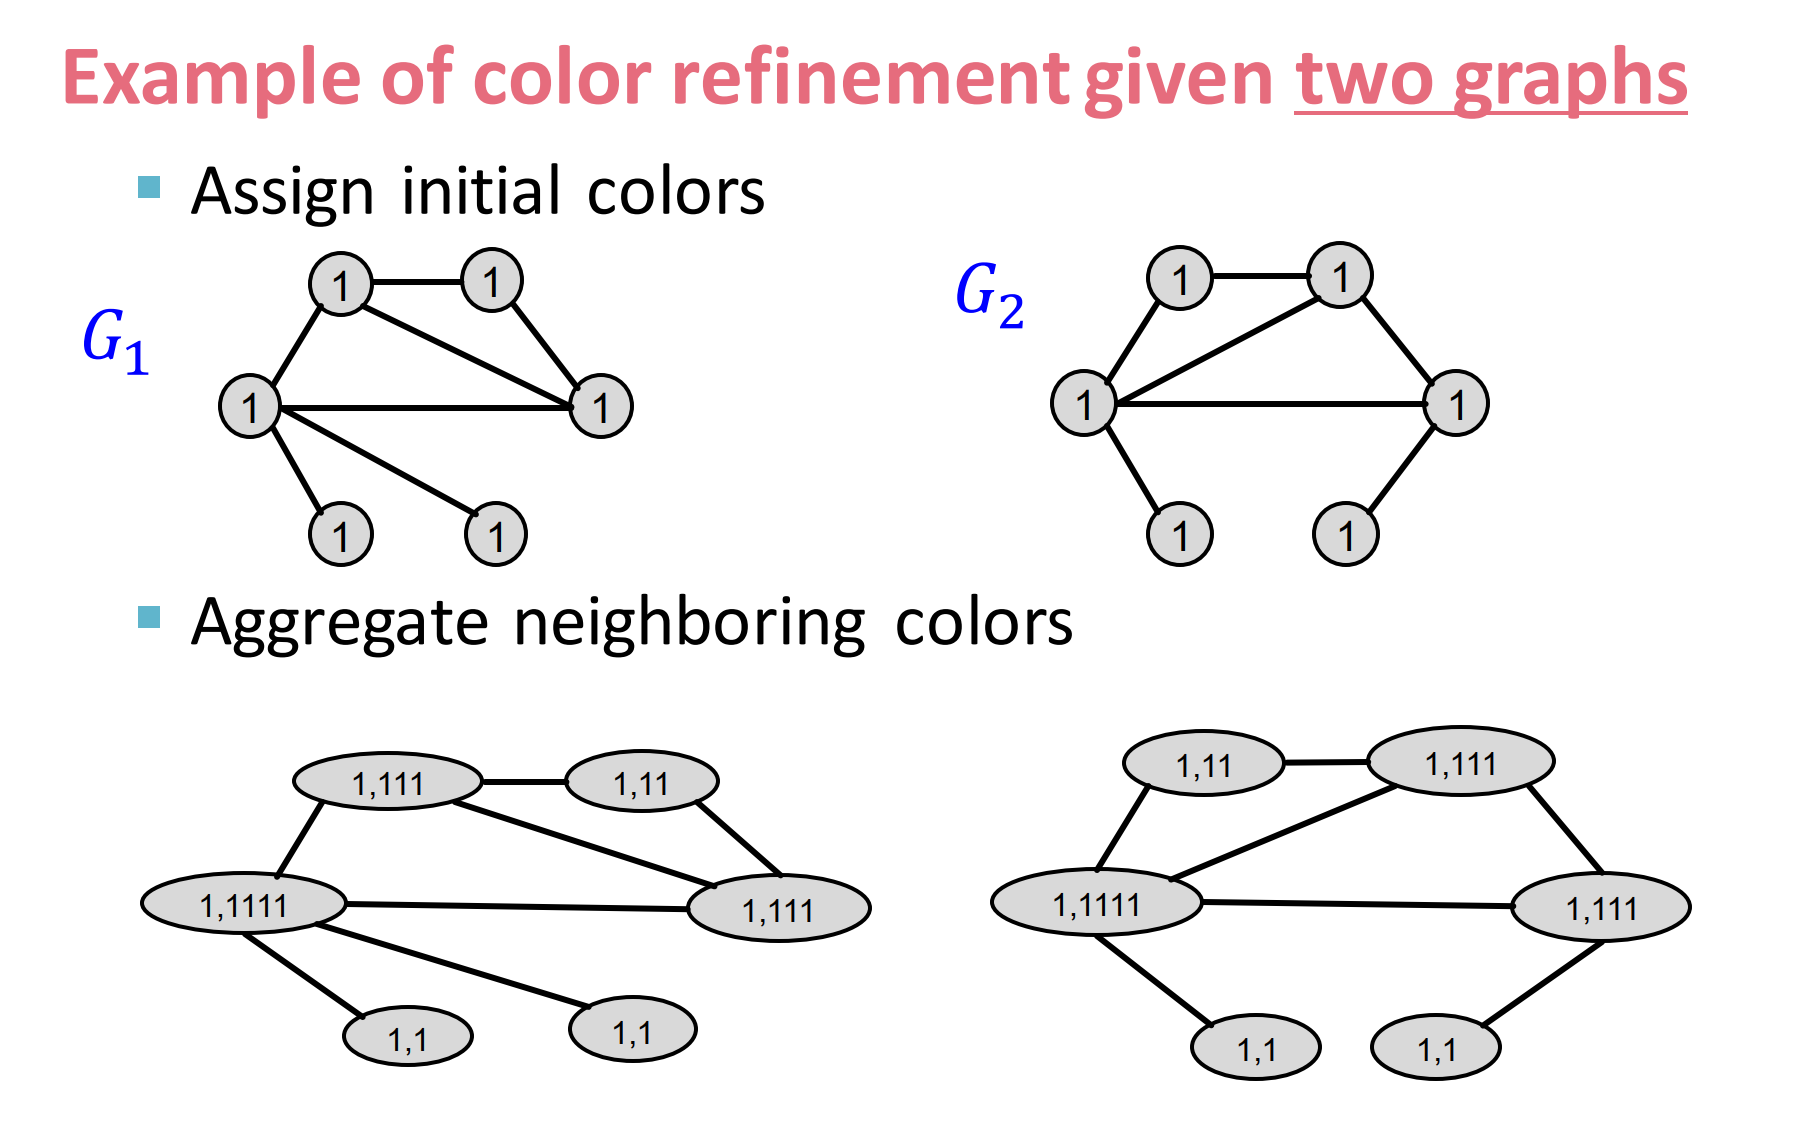 Example of color refinement given two graphs
Assign initial colors
G1
1 1
1 1
1 1
G2
1 1
1 1
1 1
Aggregate neighboring colors
1,111 1,11
1,1111 1,111
1,1 1,1
1,11 1,111
1,1111 1,111
1,1 1,1